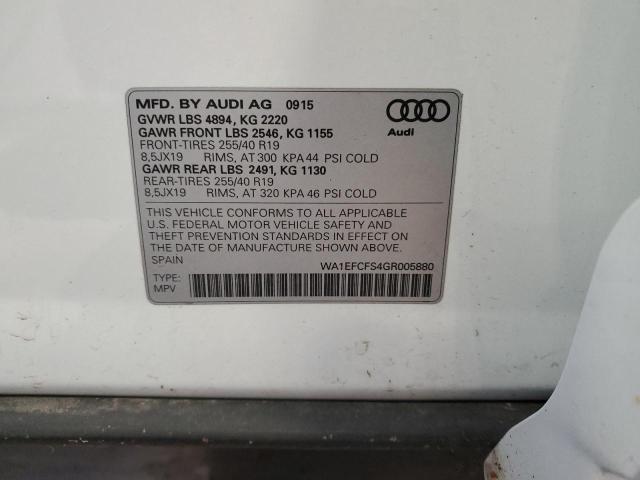 MFD. BY AUDI AG 0915
GVWR LBS 4894, KG 2220
GAWR FRONT LBS 2546, KG 1155
FRONT-TIRES 255/40 R19
8,5JX19 RIMS, AT 300 KPA 44 PSI COLD
GAWR REAR LBS 2491, KG 1130
REAR-TIRES 255/40 R19
8,5JX19 RIMS, AT 320 KPA 46 PSI COLD
Audi
THIS VEHICLE CONFORMS TO ALL APPLICABLE
U.S. FEDERAL MOTOR VEHICLE SAFETY AND
THEFT PREVENTION STANDARDS IN EFFECT ON
THE DATE OF MANUFACTURE SHOWN ABOVE.
SPAIN WA1EFCFS4GR005880
TYPE:
MPV